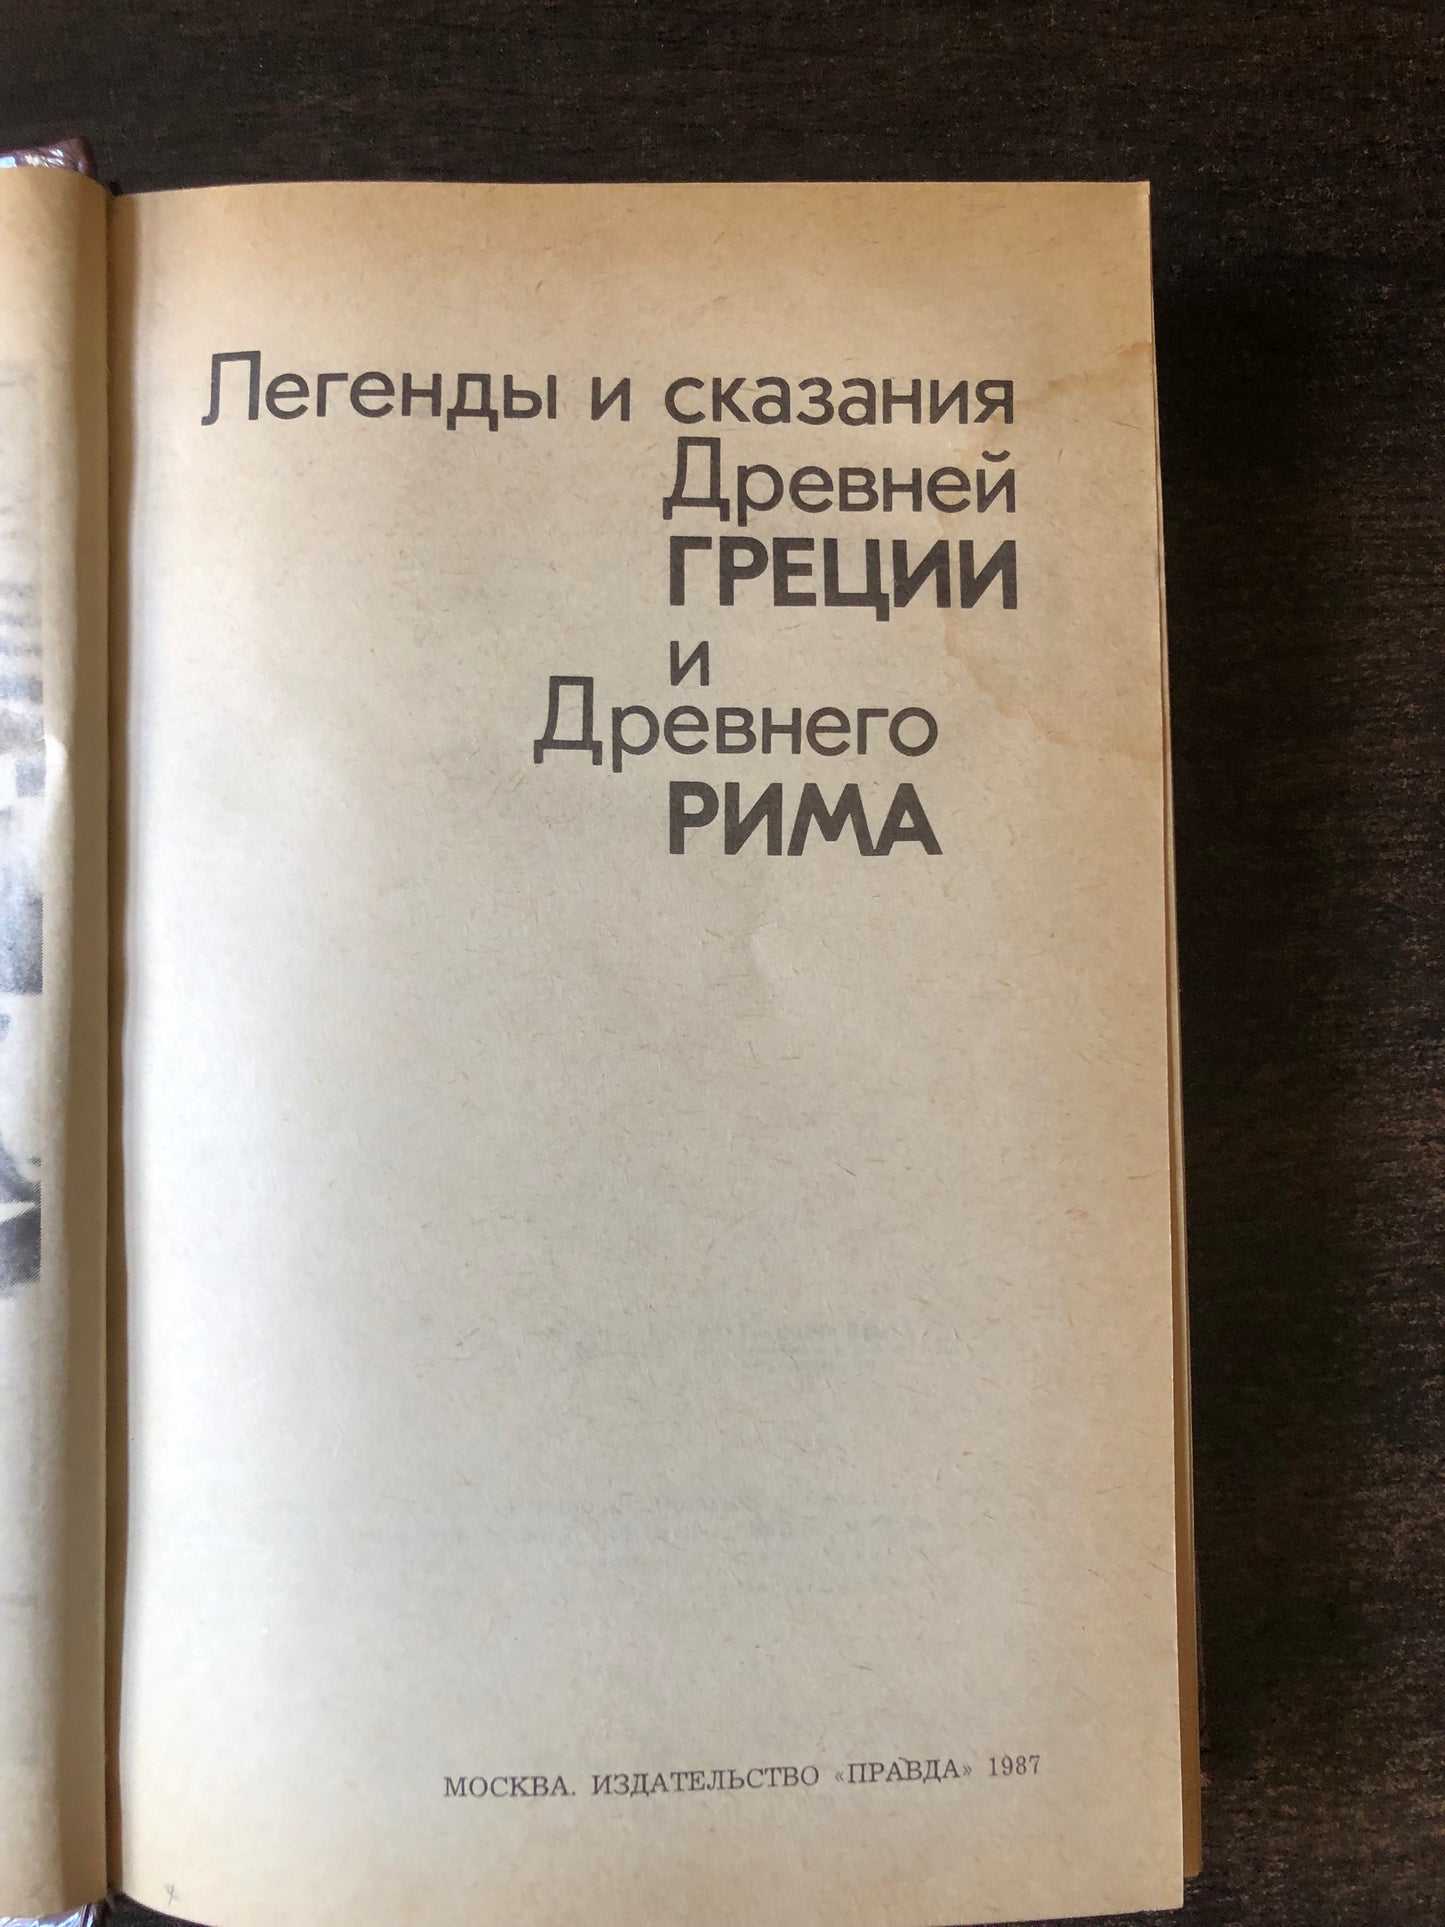 Легенды и сказания
Древней
ГРЕЦИИ
и
Древнего
РИМА
МОСКВА. ИЗДАТЕЛЬСТВО «ПРАВДА» 1987